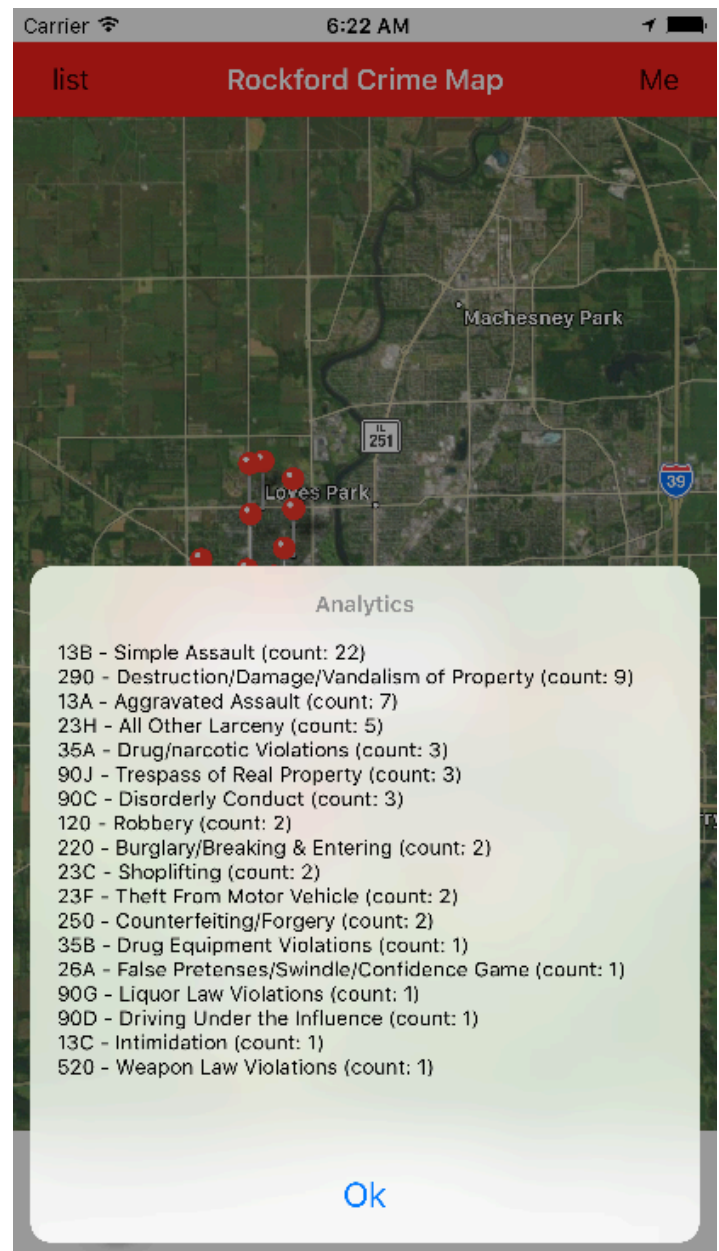 Carrier 6:22 AM
list Rockford Crime Map Me
Machesney Park
IL
251
39
Loves Park
Analytics
13B - Simple Assault (count: 22)
290 - Destruction/Damage/Vandalism of Property (count: 9)
13A - Aggravated Assault (count: 7)
23H - All Other Larceny (count: 5)
35A - Drug/narcotic Violations (count: 3)
90J - Trespass of Real Property (count: 3)
90C - Disorderly Conduct (count: 3)
120 - Robbery (count: 2)
220 - Burglary/Breaking & Entering (count: 2)
23C - Shoplifting (count: 2)
23F - Theft From Motor Vehicle (count: 2)
250 - Counterfeiting/Forgery (count: 2)
35B - Drug Equipment Violations (count: 1)
26A - False Pretenses/Swindle/Confidence Game (count: 1)
90G - Liquor Law Violations (count: 1)
90D - Driving Under the Influence (count: 1)
13C - Intimidation (count: 1)
520 - Weapon Law Violations (count: 1)
Ok